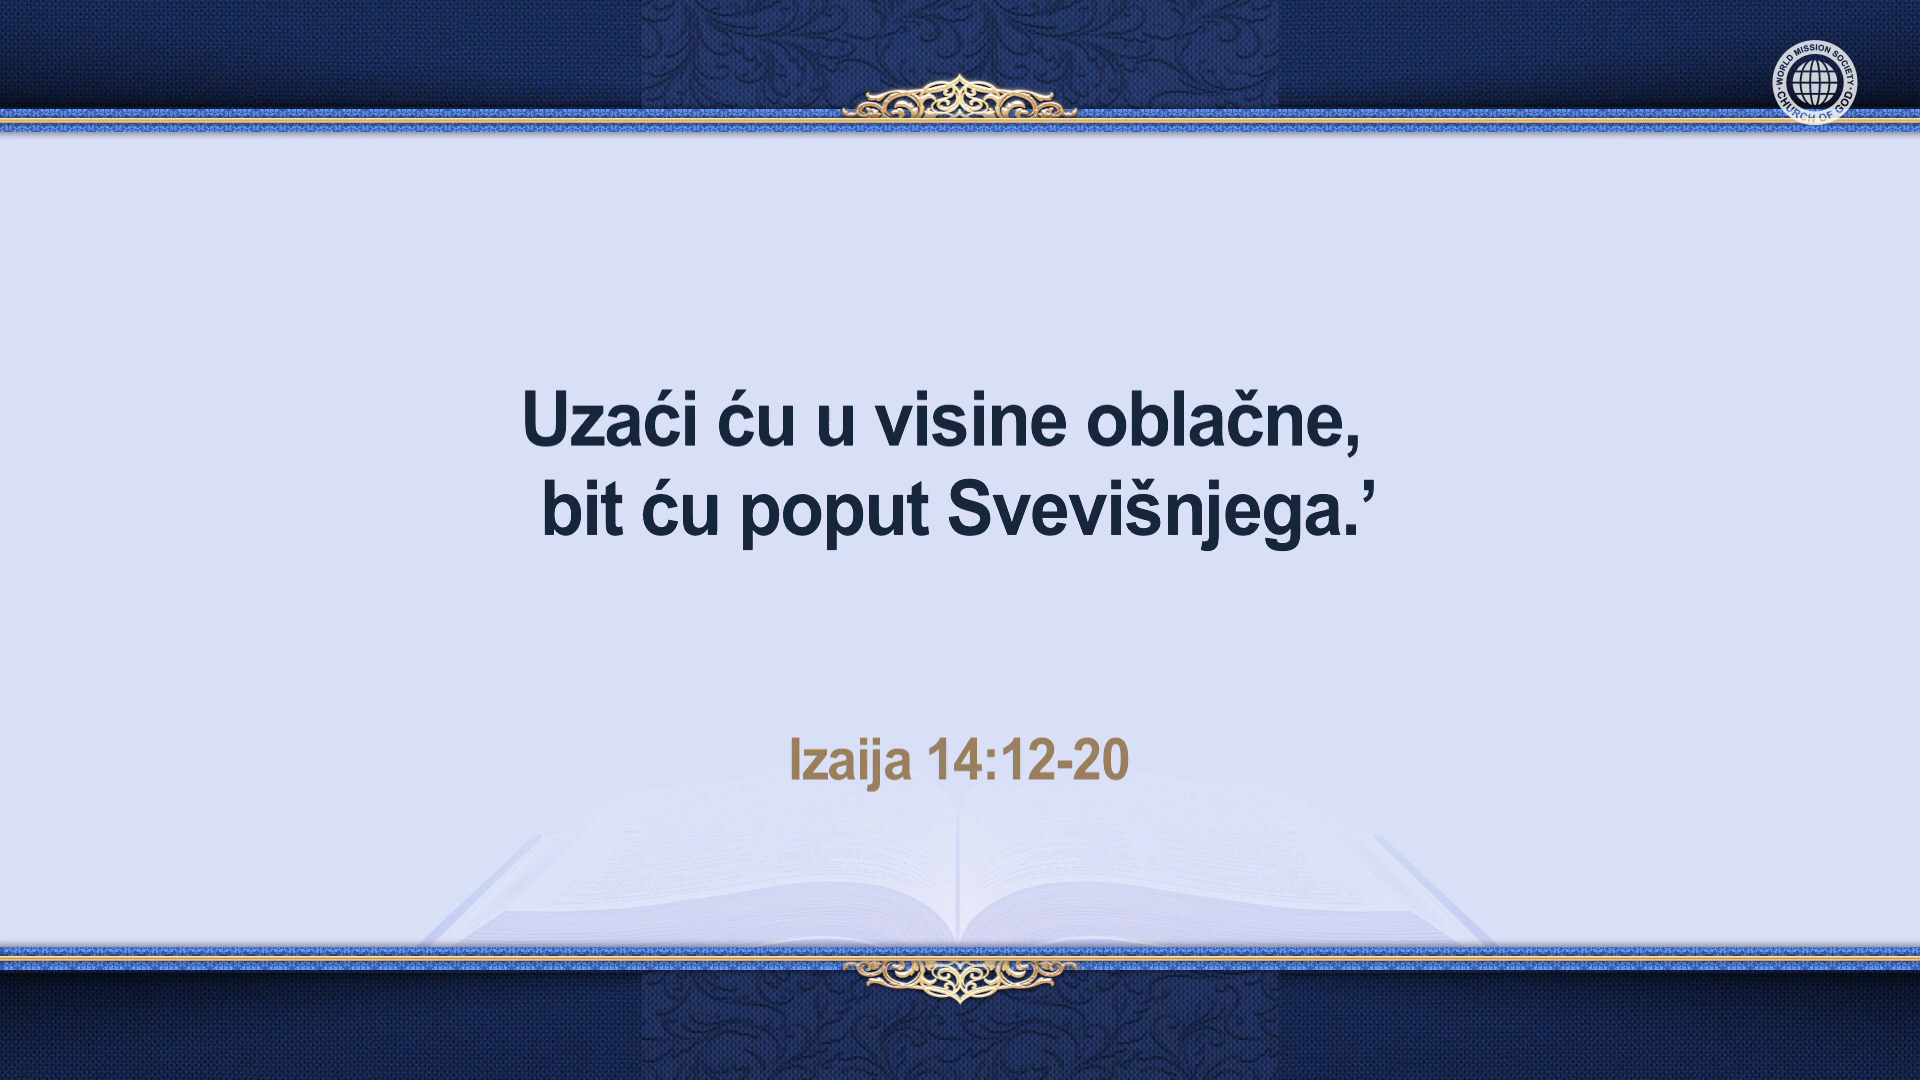 WORLD MISSION SOCIETY
CHURCH OF GOD
Uzaći ću u visine oblačne,
bit ću poput Svevišnjega.’
Izaija 14:12-20